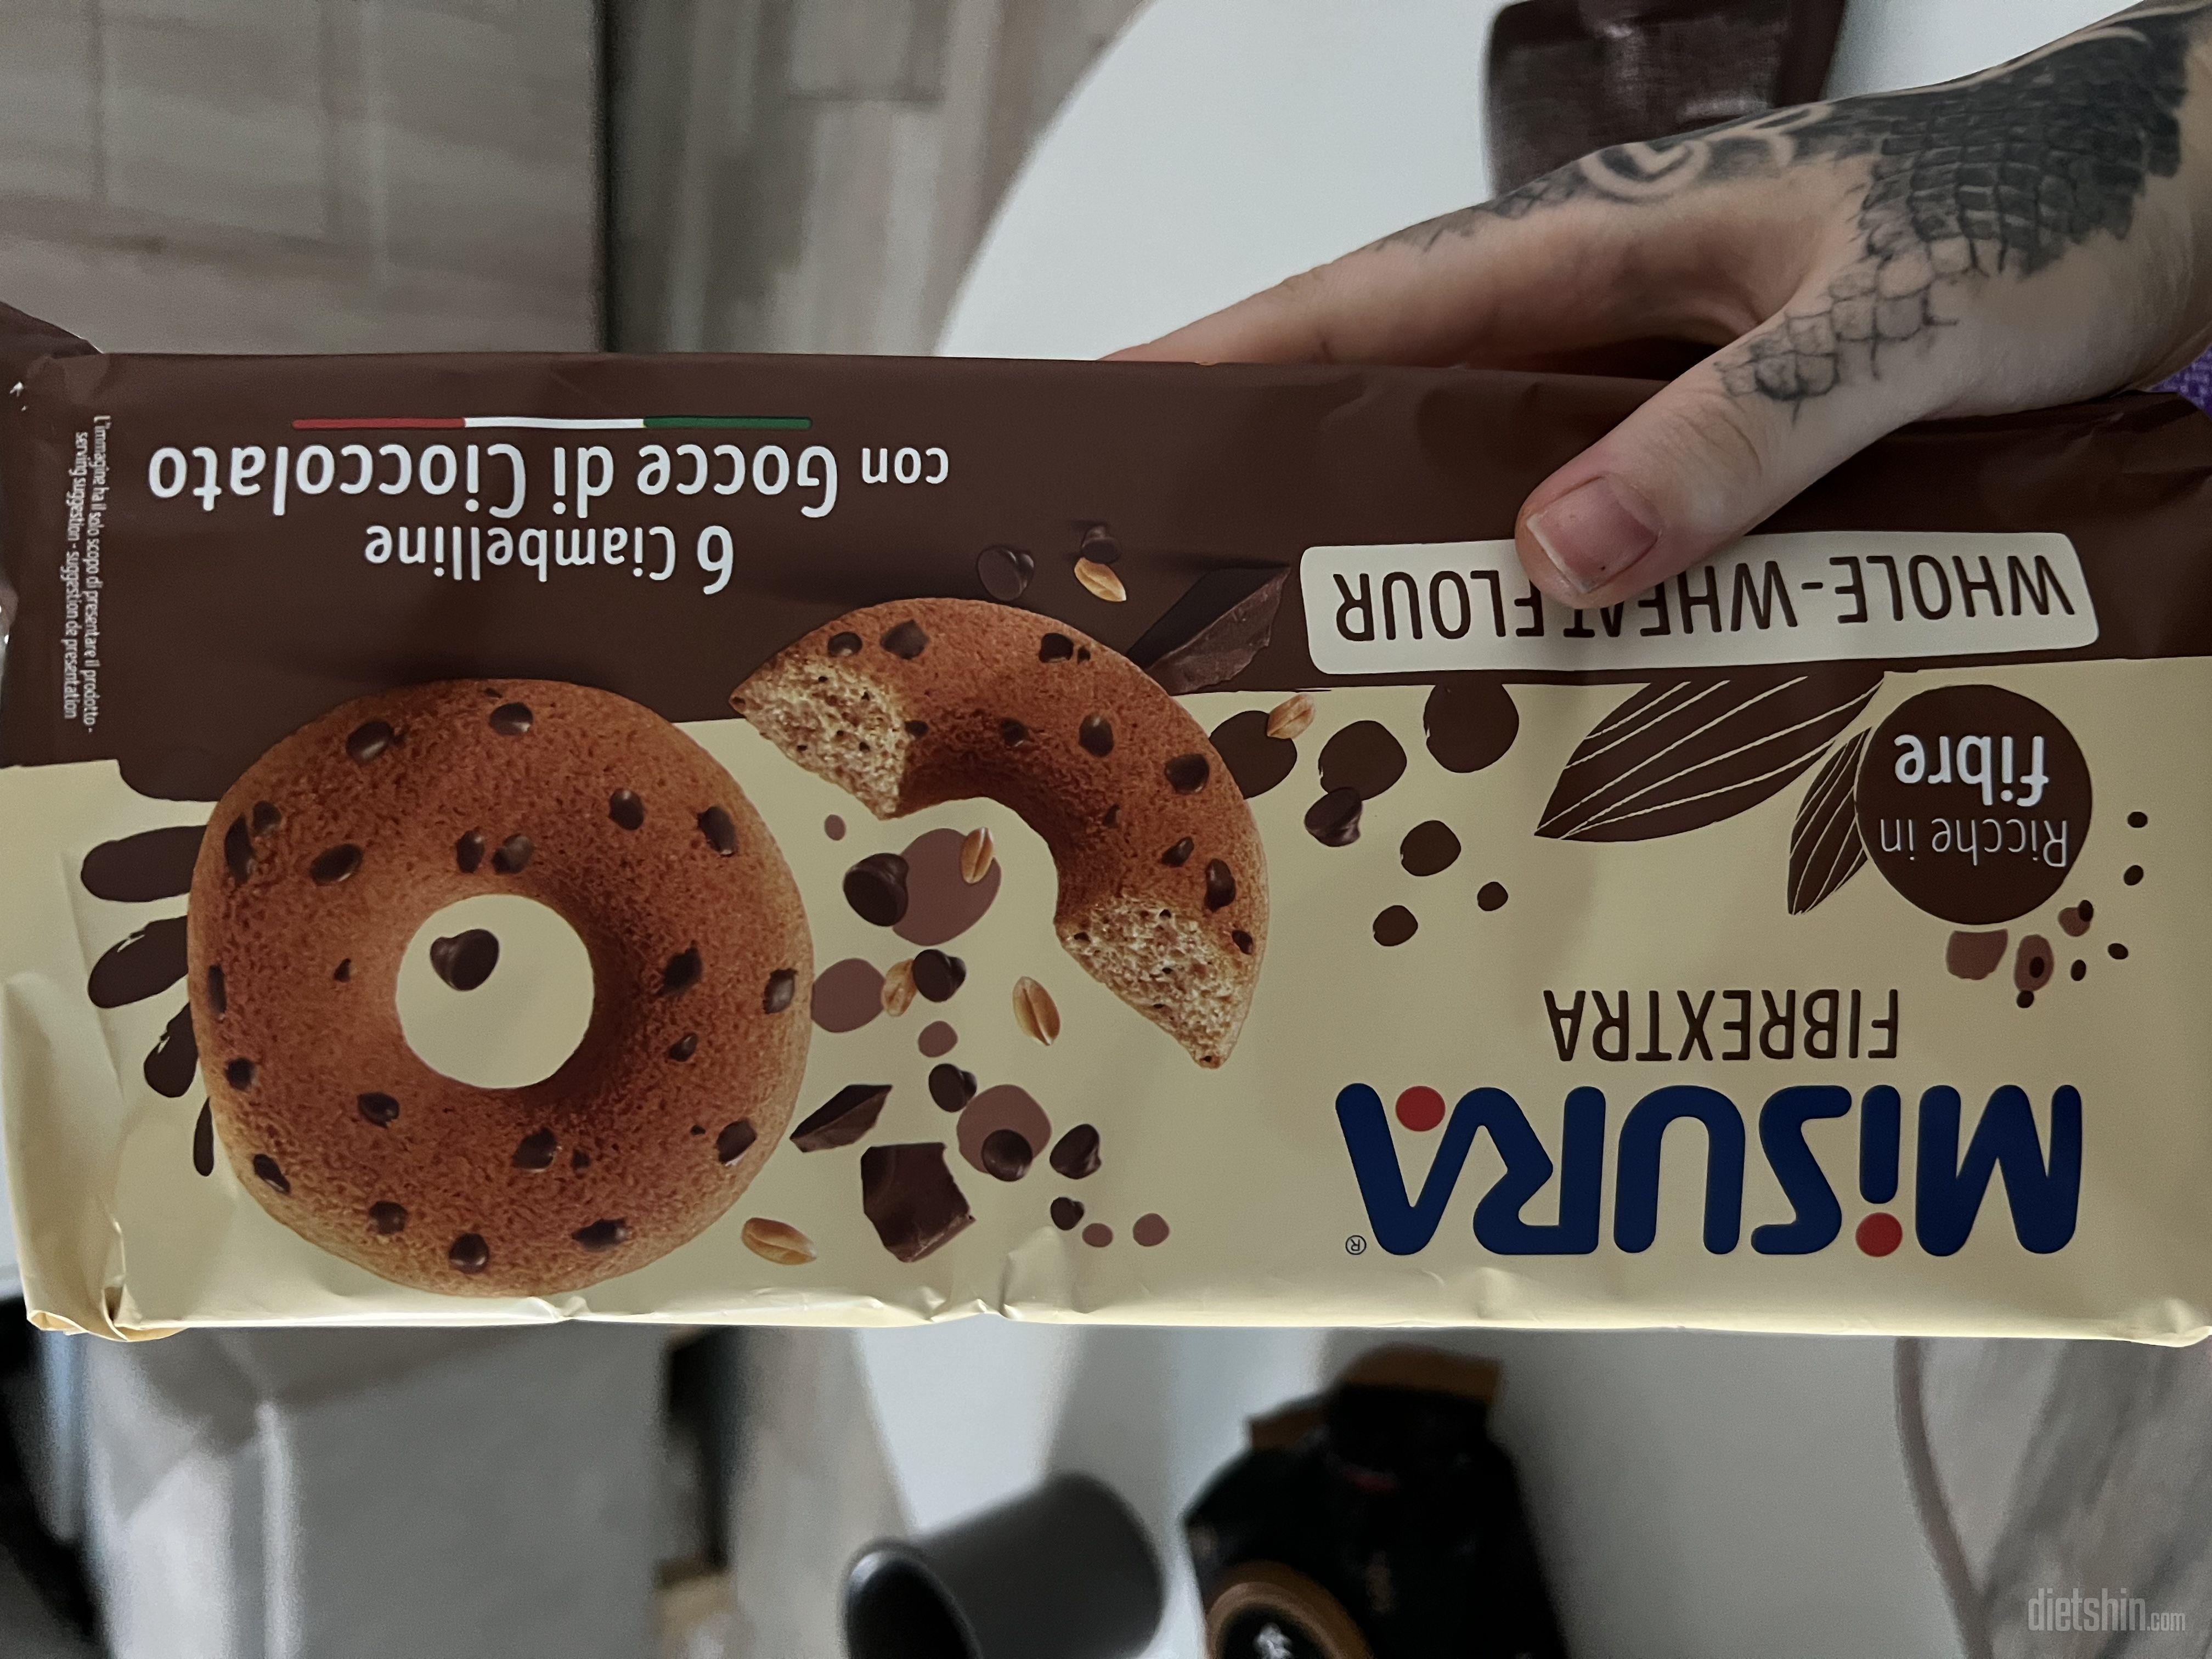 MiSURA®
FIBREXTRA
Ricche in
fibre
WHOLE-WHEAT FLOUR
6 Ciambelline
con Gocce di Cioccolato
L'immagine ha il solo scopo di presentare il prodotto -
serving suggestion - suggestion de presentation
dietshin.com